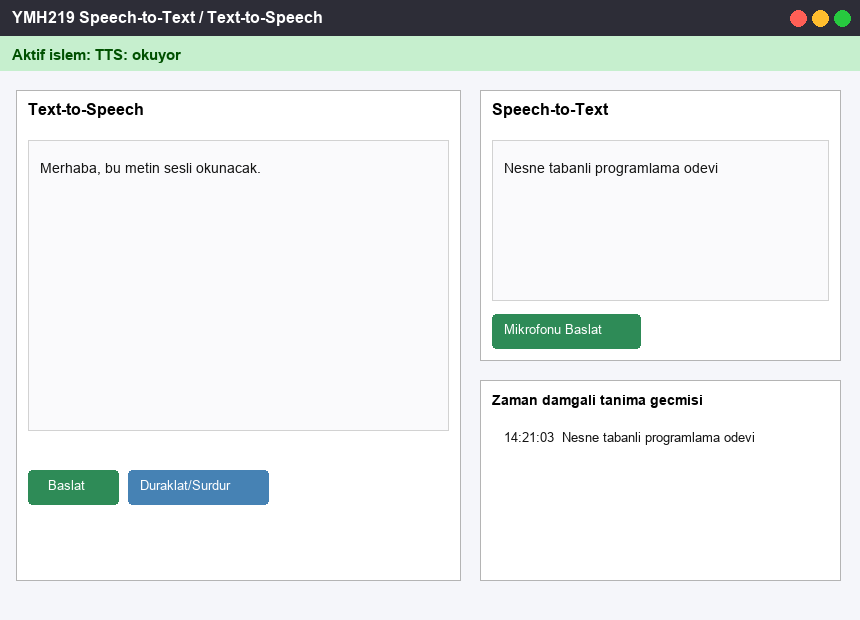 YMH219 Speech-to-Text / Text-to-Speech
Aktif islem: TTS: okuyor
Text-to-Speech
Merhaba, bu metin sesli okunacak.
Baslat
Duraklat/Surdur
Speech-to-Text
Nesne tabanli programlama odevi
Mikrofonu Baslat
Zaman damgali tanima gecmisi
14:21:03  Nesne tabanli programlama odevi